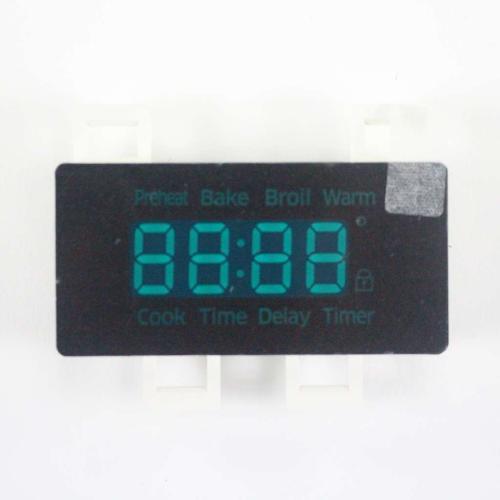 Preheat Bake Broil Warm
88:88 °
Cook Time Delay Timer